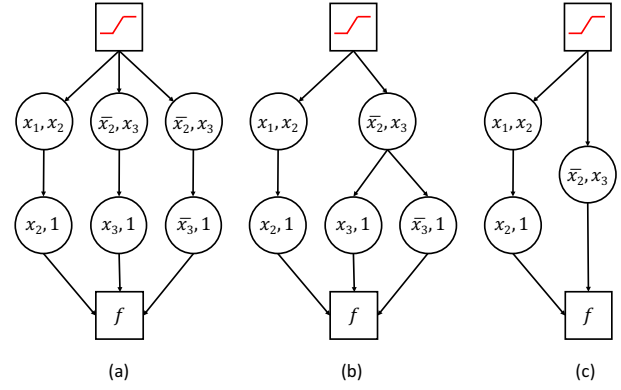 x₁, x₂ x̅₂, x₃ x̅₂, x₃ x₁, x₂ x̅₂, x₃ x₁, x₂
x̅₂, x₃
x₂, 1 x₃, 1 x̅₃, 1 x₂, 1 x₃, 1 x̅₃, 1 x₂, 1
f f f
(a) (b) (c)